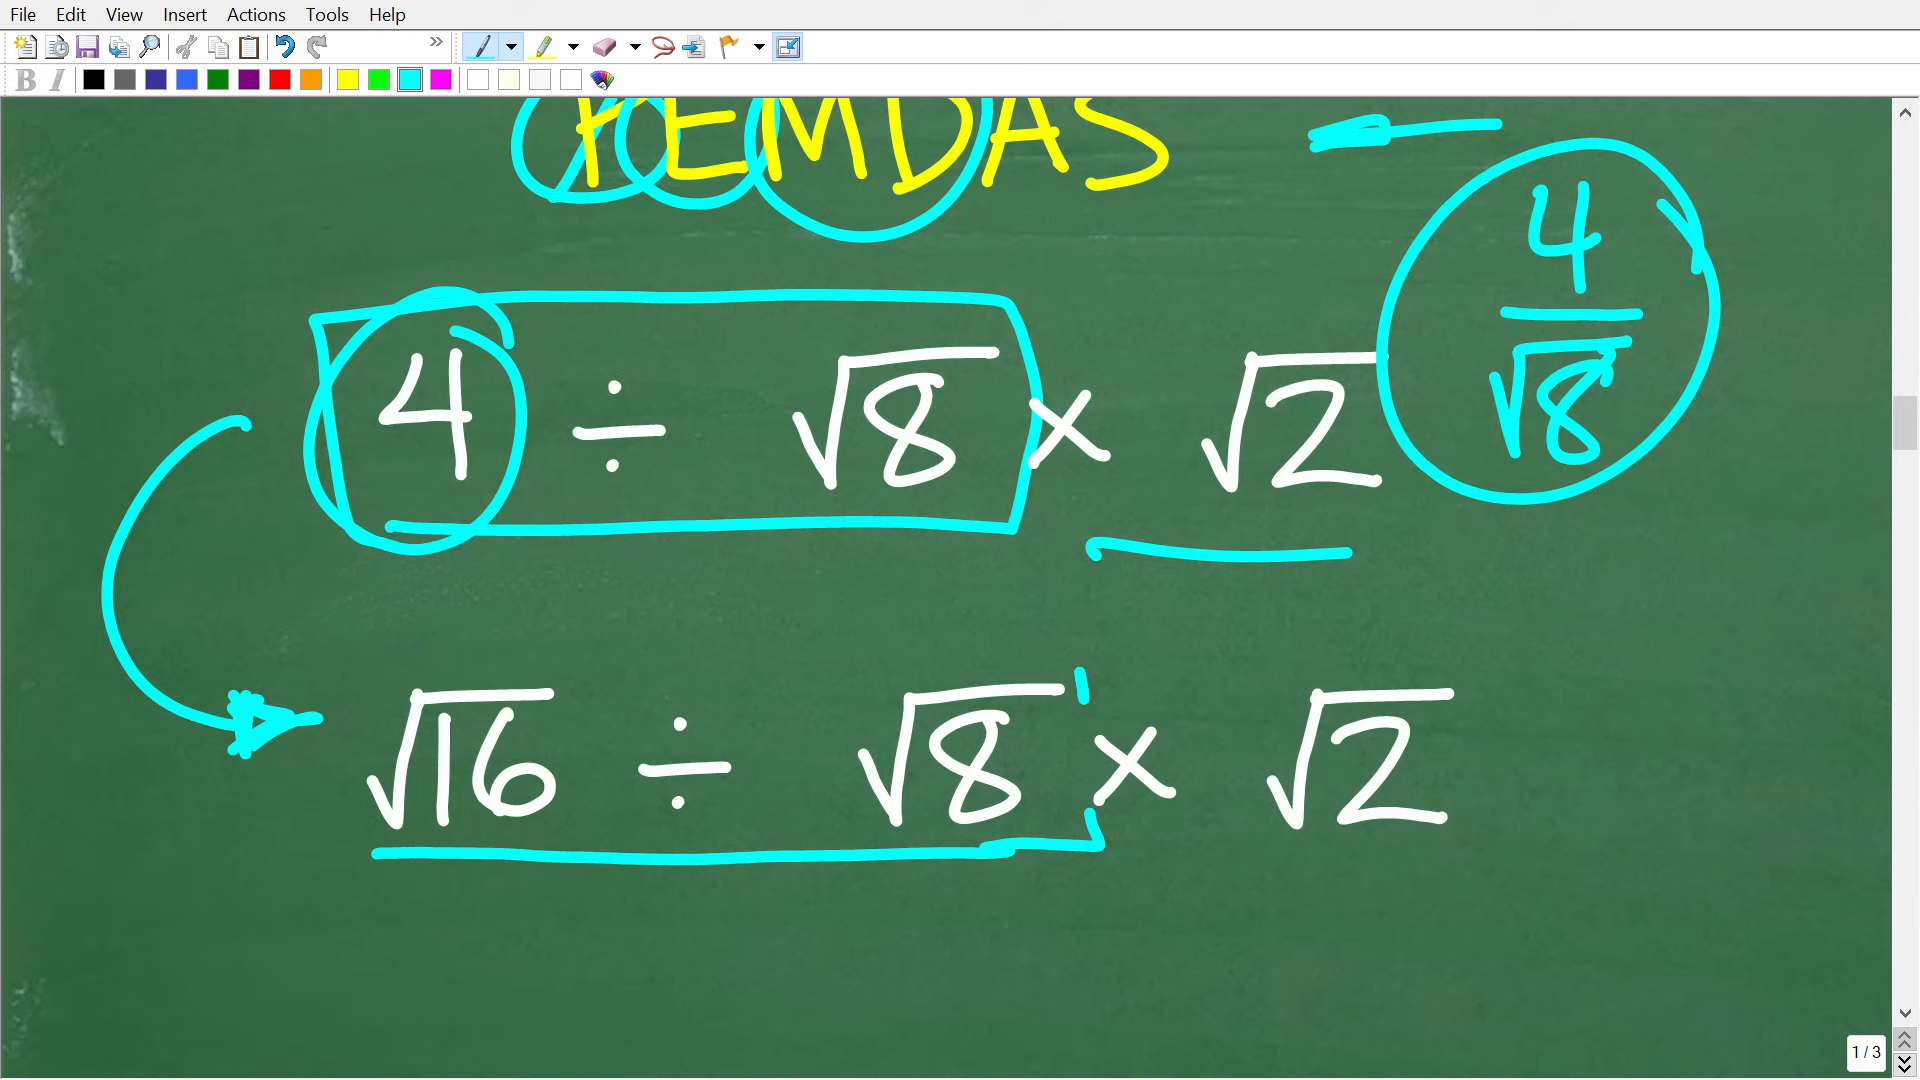 File Edit View Insert Actions Tools Help
B I
PEMDAS
4/√8
4 ÷ √8 × √2
√16 ÷ √8 × √2
1 / 3